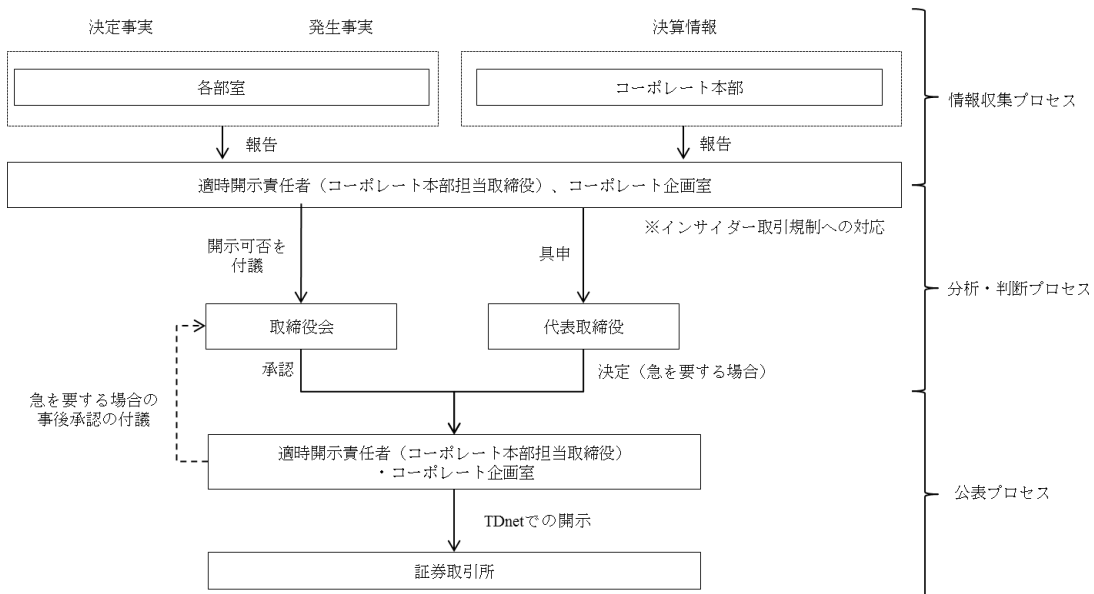 決定事実
発生事実
決算情報
各部室
コーポレート本部
情報収集プロセス
報告
報告
適時開示責任者（コーポレート本部担当取締役）、コーポレート企画室
※インサイダー取引規制への対応
開示可否を
付議
具申
分析・判断プロセス
取締役会
代表取締役
承認
決定（急を要する場合）
急を要する場合の
事後承認の付議
適時開示責任者（コーポレート本部担当取締役）
・コーポレート企画室
公表プロセス
TDnetでの開示
証券取引所